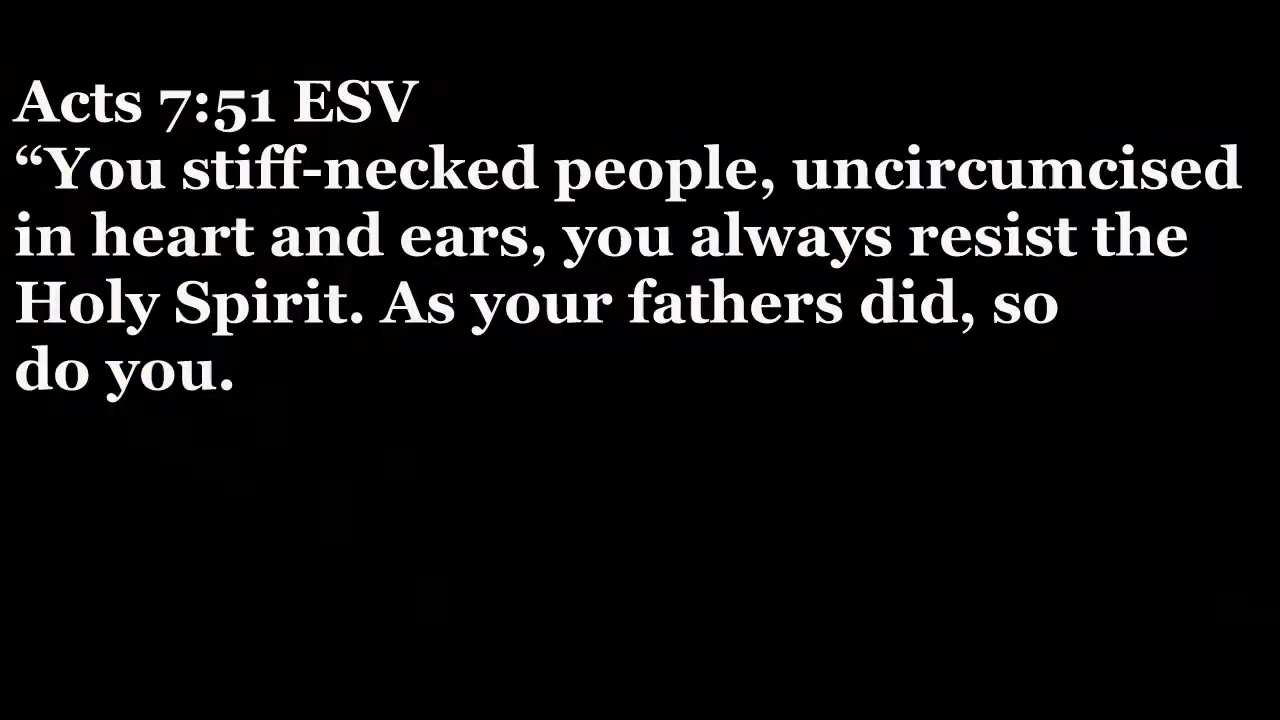 Acts 7:51 ESV
“You stiff-necked people, uncircumcised
in heart and ears, you always resist the
Holy Spirit. As your fathers did, so
do you.